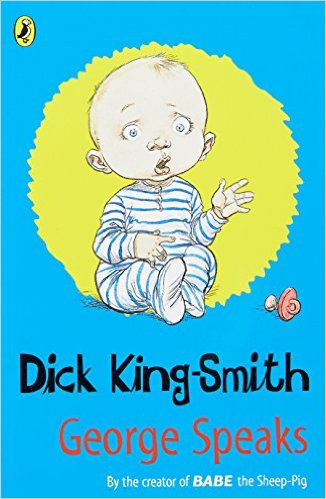 Dick King-Smith
George Speaks
By the creator of BABE the Sheep-Pig